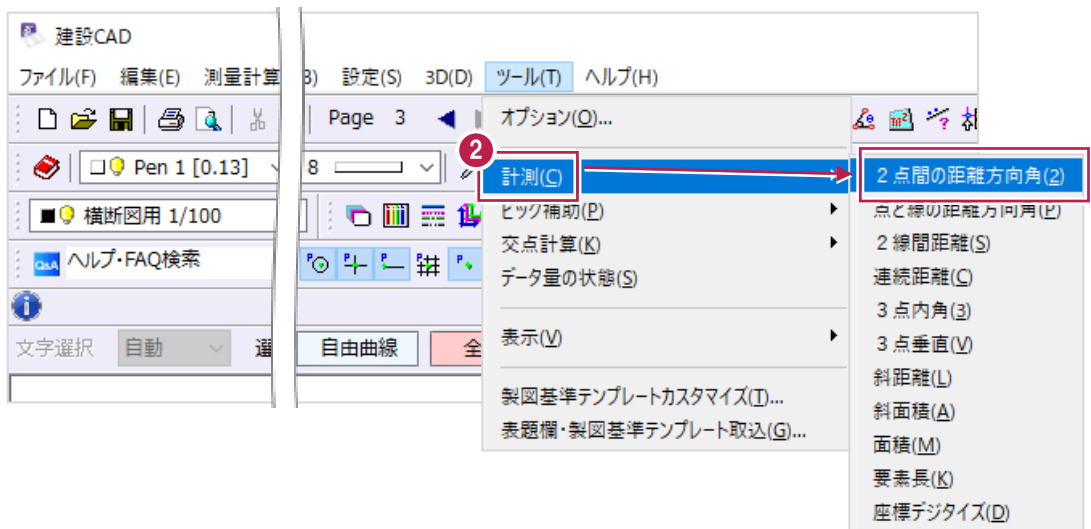 建設CAD
ファイル(F) 編集(E) 測量計算 B) 設定(S) 3D(D) ツール(T) ヘルプ(H)
Page 3
Pen 1 [0.13] 8
横断図用 1/100
Q&A ヘルプ・FAQ検索
文字選択 自動 選 自由曲線 全
オプション(O)...
2
計測(C)
ピック補助(P)
交点計算(K)
データ量の状態(S)
表示(V)
製図基準テンプレートカスタマイズ(T)...
表題欄・製図基準テンプレート取込(G)...
2点間の距離方向角(2)
点と線の距離方向角(P)
2線間距離(S)
連続距離(C)
3点内角(3)
3点垂直(V)
斜距離(L)
斜面積(A)
面積(M)
要素長(K)
座標デジタイズ(D)